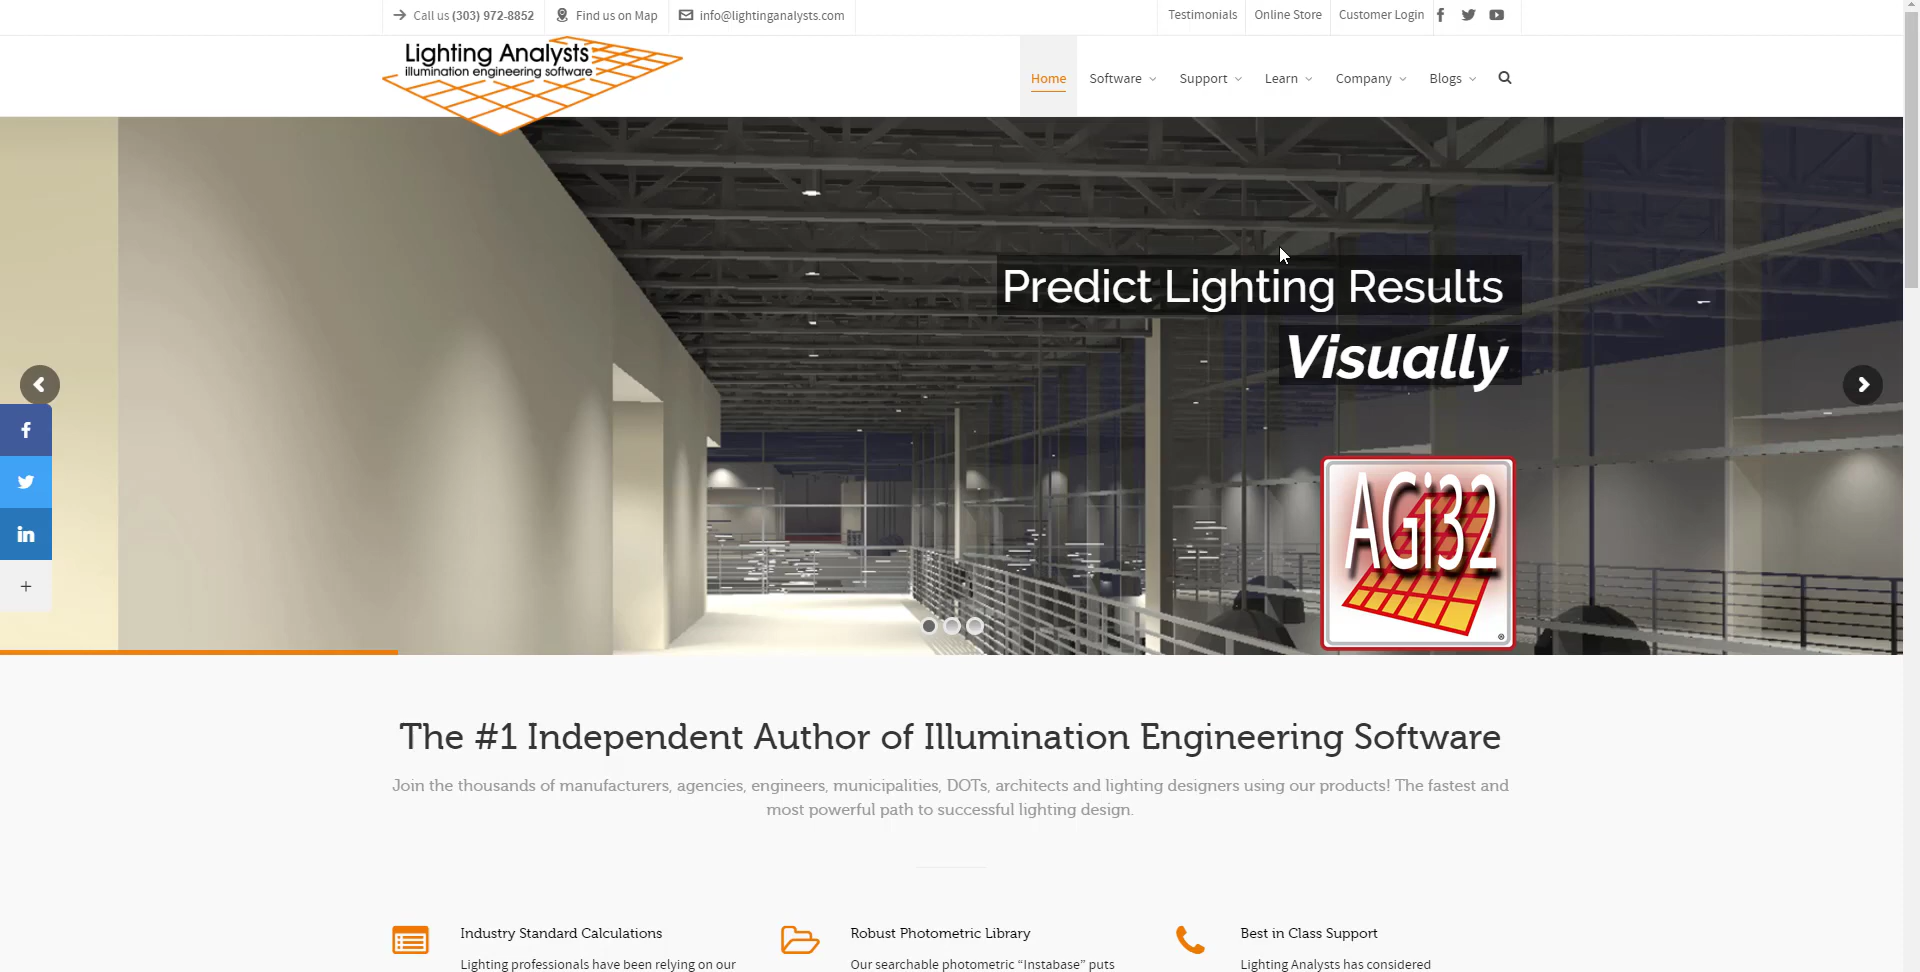 Call us (303) 972-8852
Find us on Map
info@lightinganalysts.com
Testimonials
Online Store
Customer Login
Lighting Analysts
illumination engineering software
Home
Software
Support
Learn
Company
Blogs
Predict Lighting Results
Visually
AGi32
®
The #1 Independent Author of Illumination Engineering Software
Join the thousands of manufacturers, agencies, engineers, municipalities, DOTs, architects and lighting designers using our products! The fastest and
most powerful path to successful lighting design.
Industry Standard Calculations
Lighting professionals have been relying on our
Robust Photometric Library
Our searchable photometric “Instabase” puts
Best in Class Support
Lighting Analysts has considered